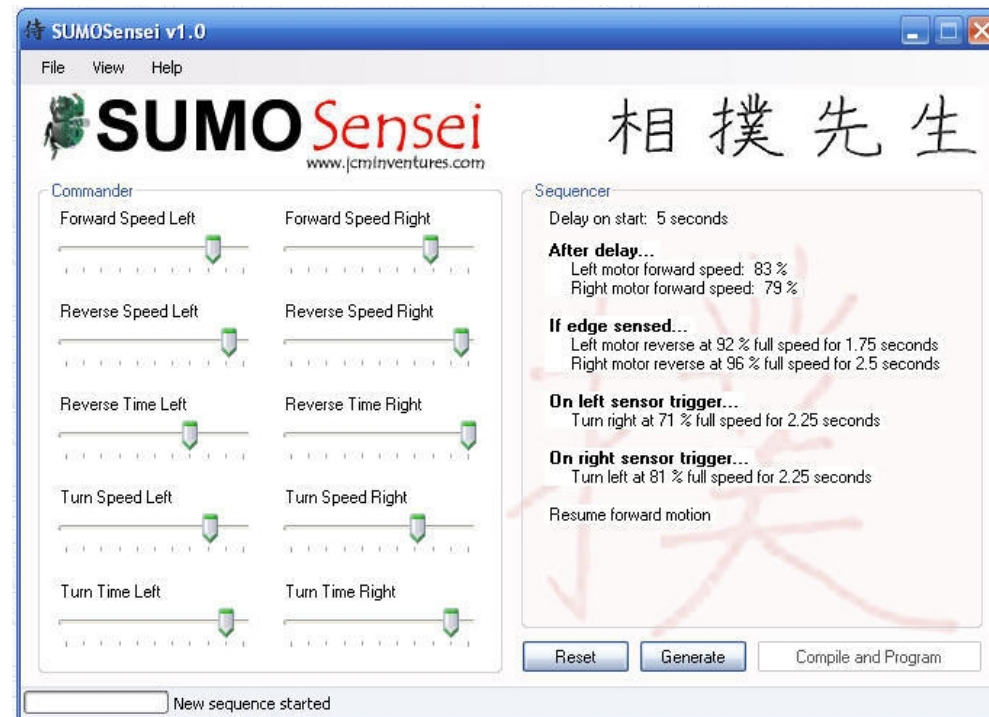 侍 SUMOSensei v1.0
File View Help
SUMO Sensei
www.jcminventures.com
相撲先生
Commander
Forward Speed Left Forward Speed Right
Reverse Speed Left Reverse Speed Right
Reverse Time Left Reverse Time Right
Turn Speed Left Turn Speed Right
Turn Time Left Turn Time Right
Sequencer
Delay on start: 5 seconds
After delay...
Left motor forward speed: 83 %
Right motor forward speed: 79 %
If edge sensed...
Left motor reverse at 92 % full speed for 1.75 seconds
Right motor reverse at 96 % full speed for 2.5 seconds
On left sensor trigger...
Turn right at 71 % full speed for 2.25 seconds
On right sensor trigger...
Turn left at 81 % full speed for 2.25 seconds
Resume forward motion
撲
Reset Generate Compile and Program
New sequence started